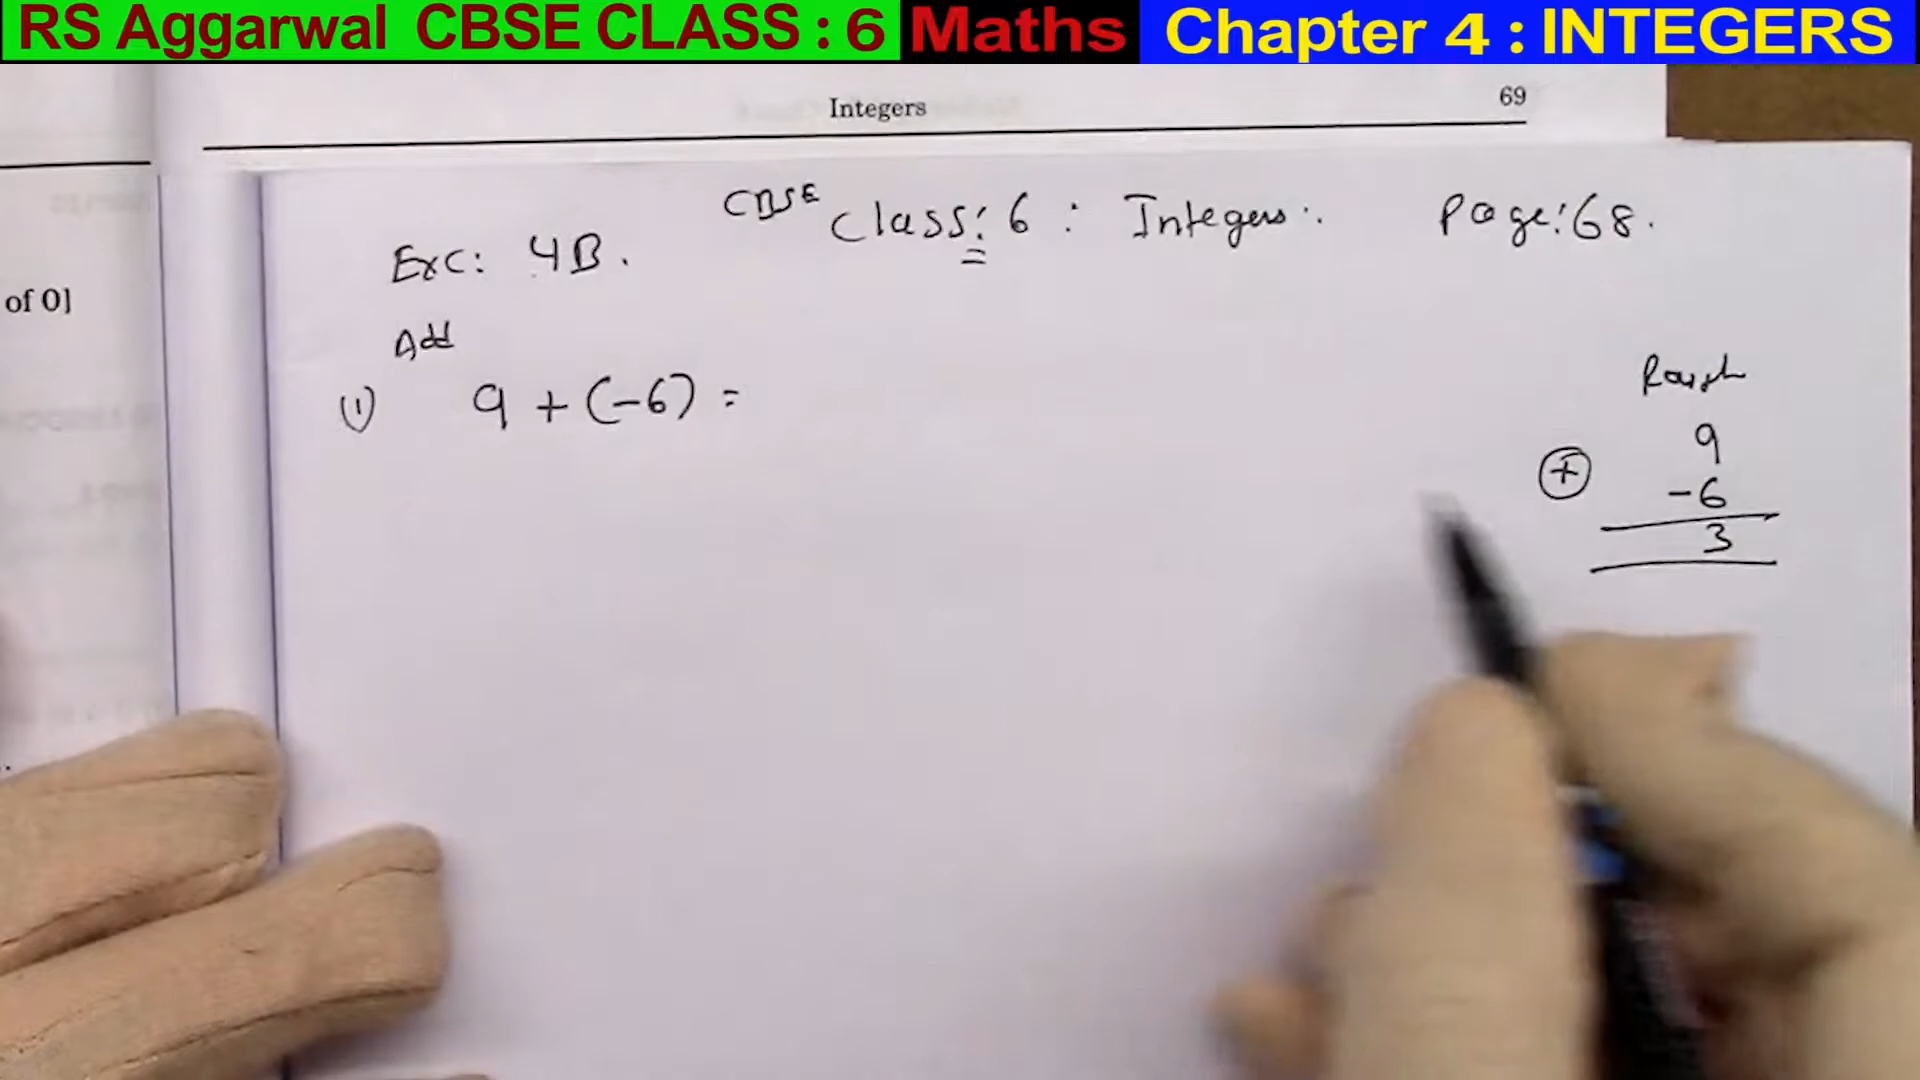 RS Aggarwal CBSE CLASS : 6 Maths Chapter 4 : INTEGERS
Integers 69
of 0]
CBSE Class: 6 : Integers. Page: 68.
Exc: 4B.
Add
(1) 9 + (-6) =
Rough
9
+ -6
3